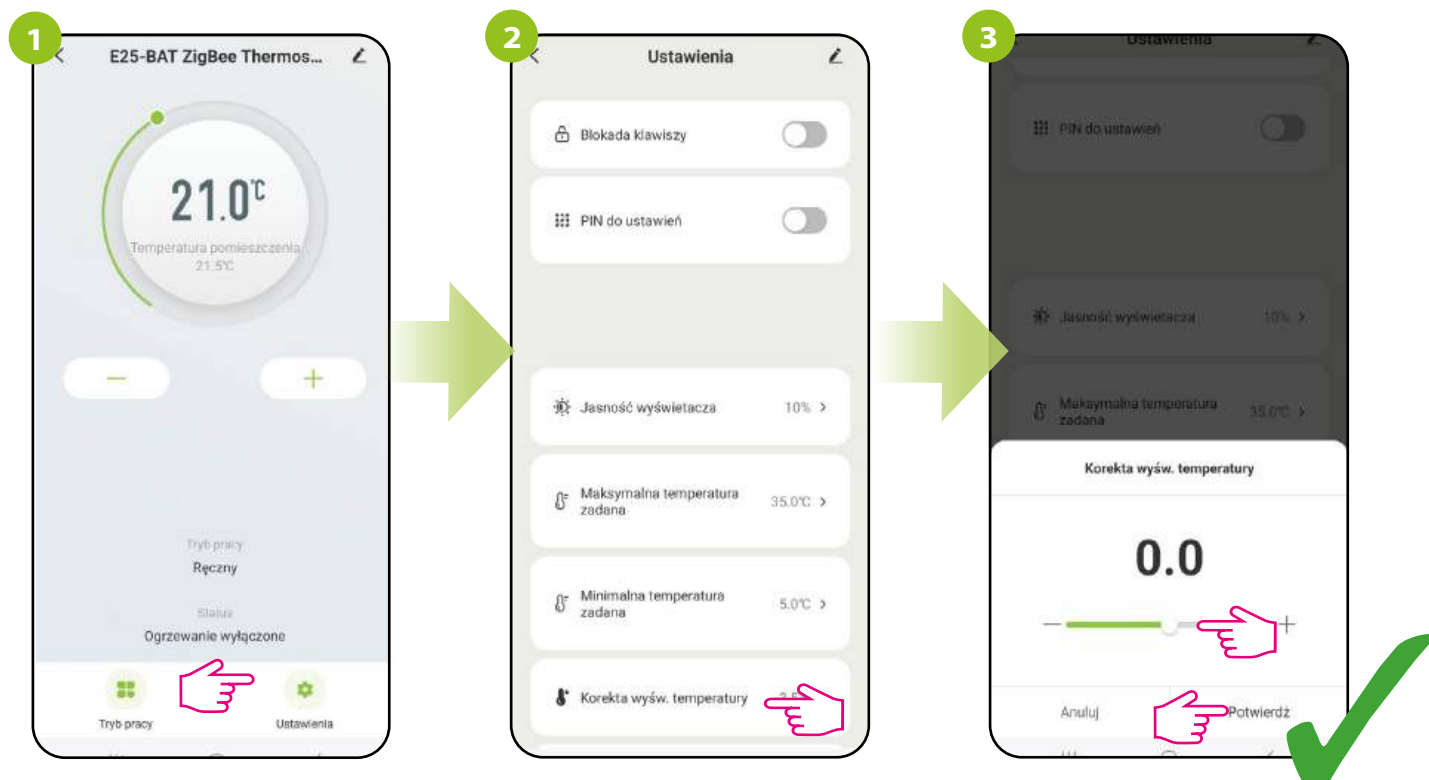 1
E25-BAT ZigBee Thermos...
21.0°C
Temperatura pomieszczenia
21.5°C
Tryb pracy
Ręczny
Status
Ogrzewanie wyłączone
Tryb pracy
Ustawienia
2
Ustawienia
Blokada klawiszy
PIN do ustawień
Jasność wyświetacza 10%
Maksymalna temperatura
zadana 35.0°C
Minimalna temperatura
zadana 5.0°C
Korekta wyśw. temperatury
3
Ustawienia
PIN do ustawień
Jasność wyświetacza 10%
Maksymalna temperatura
zadana 35.0°C
Korekta wyśw. temperatury
0.0
Anuluj
Potwierdź